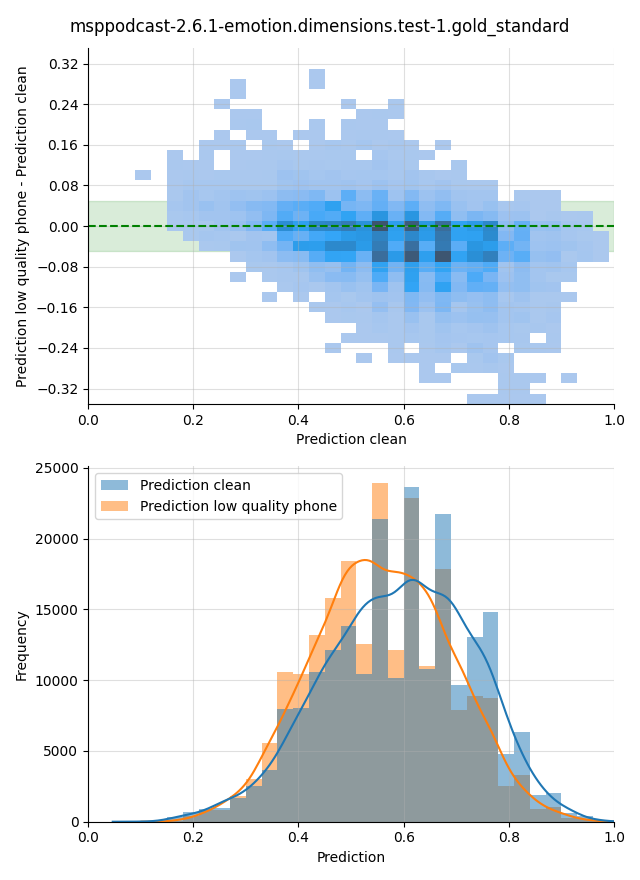 msppodcast-2.6.1-emotion.dimensions.test-1.gold_standard
Prediction low quality phone - Prediction clean
0.32
0.24
0.16
0.08
0.00
−0.08
−0.16
−0.24
−0.32
0.0 0.2 0.4 0.6 0.8 1.0
Prediction clean
Frequency
25000
20000
15000
10000
5000
0
Prediction clean
Prediction low quality phone
0.0 0.2 0.4 0.6 0.8 1.0
Prediction